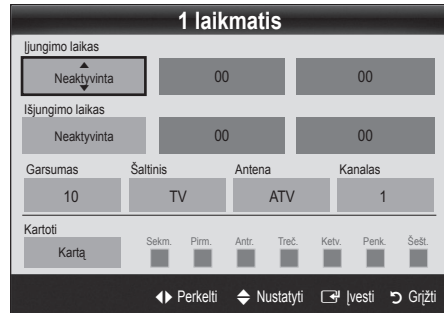 1 laikmatis
Įjungimo laikas
Neaktyvinta 00 00
Išjungimo laikas
Neaktyvinta 00 00
Garsumas Šaltinis Antena Kanalas
10 TV ATV 1
Kartoti
Kartą Sekm. Pirm. Antr. Treč. Ketv. Penk. Šešt.
Perkelti Nustatyti Įvesti Grįžti